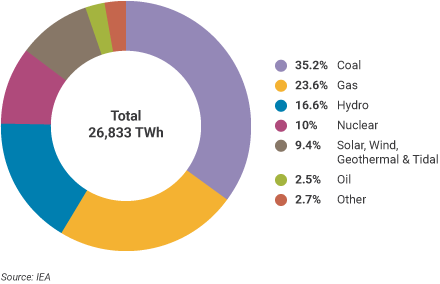 Total
26,833 TWh
35.2% Coal
23.6% Gas
16.6% Hydro
10% Nuclear
9.4% Solar, Wind,
Geothermal & Tidal
2.5% Oil
2.7% Other
Source: IEA